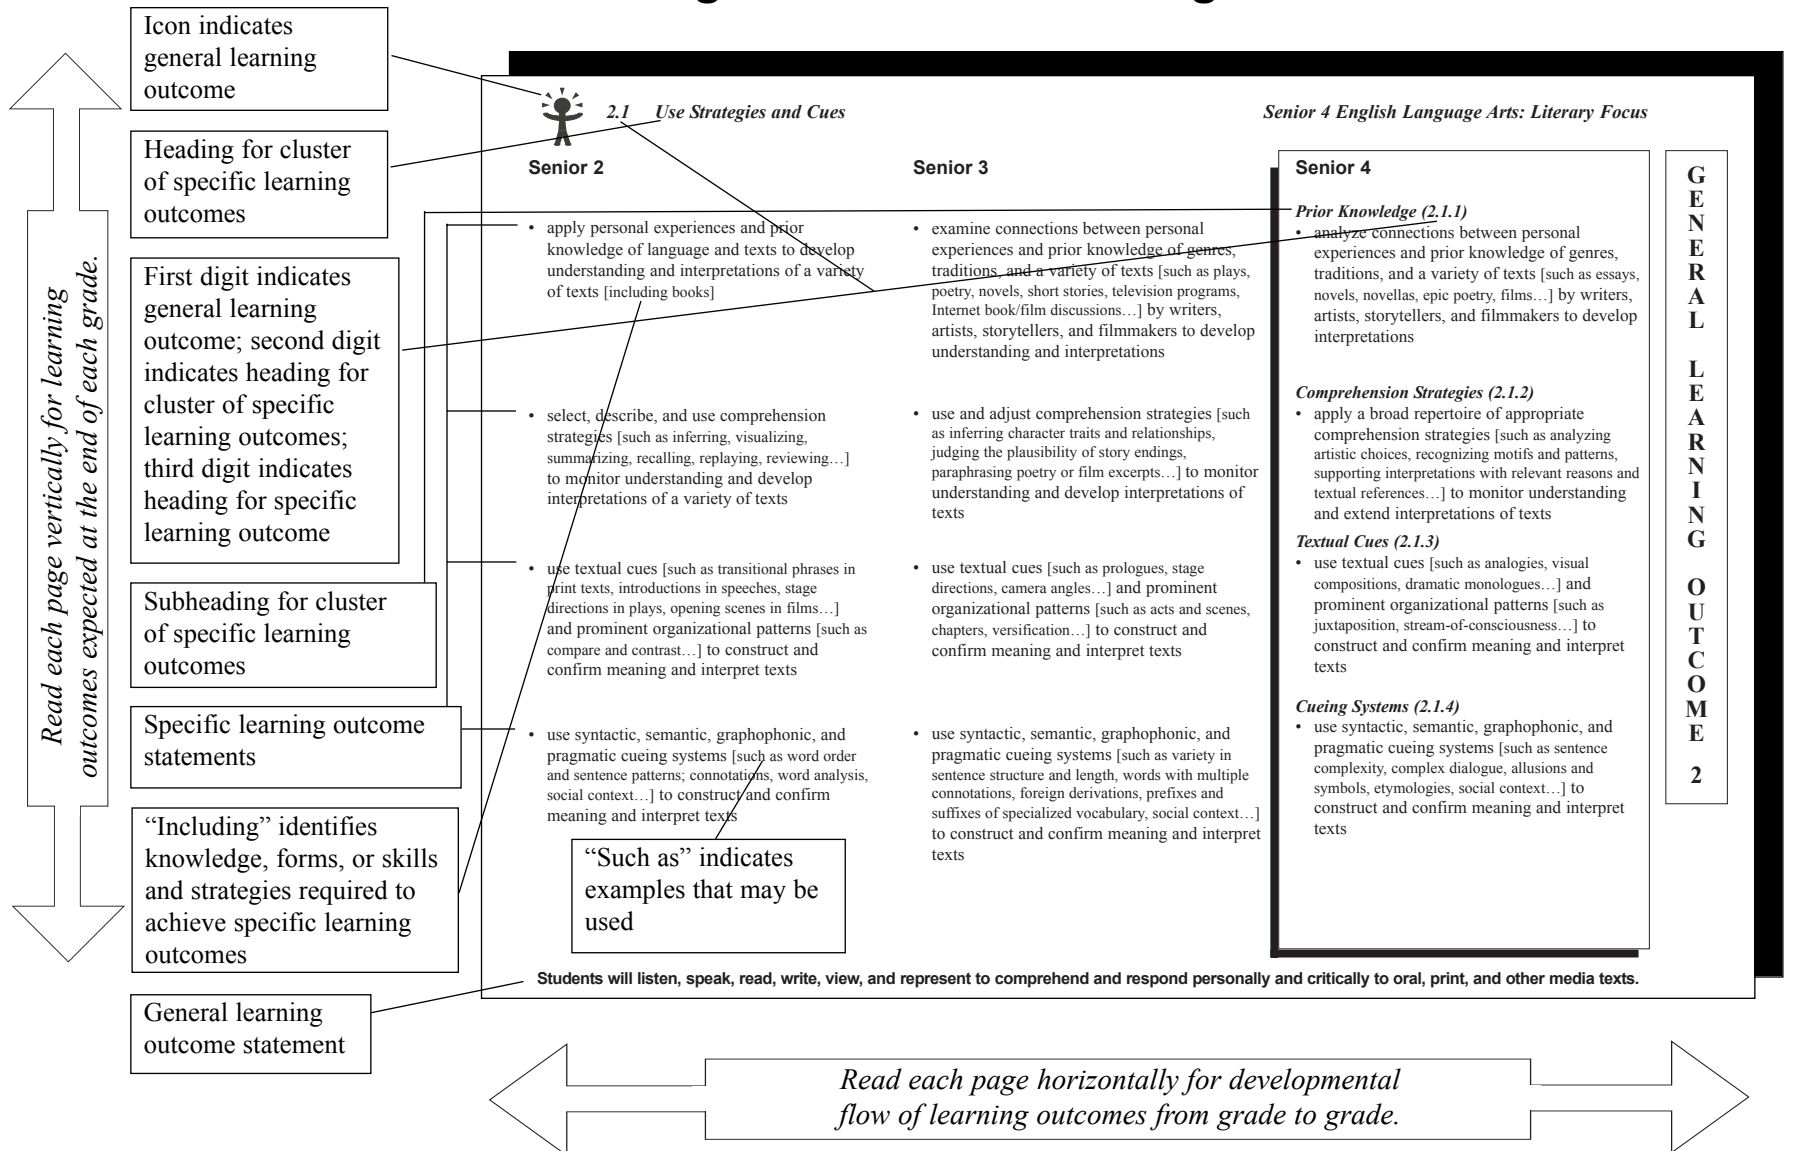 Icon indicates
general learning
outcome
Heading for cluster
of specific learning
outcomes
First digit indicates
general learning
outcome; second digit
indicates heading for
cluster of specific
learning outcomes;
third digit indicates
heading for specific
learning outcome
Subheading for cluster
of specific learning
outcomes
Specific learning outcome
statements
“Including” identifies
knowledge, forms, or skills
and strategies required to
achieve specific learning
outcomes
General learning
outcome statement
Read each page vertically for learning
outcomes expected at the end of each grade.
2.1 Use Strategies and Cues
Senior 4 English Language Arts: Literary Focus
Senior 2
• apply personal experiences and prior
knowledge of language and texts to develop
understanding and interpretations of a variety
of texts [including books]
• select, describe, and use comprehension
strategies [such as inferring, visualizing,
summarizing, recalling, replaying, reviewing…]
to monitor understanding and develop
interpretations of a variety of texts
• use textual cues [such as transitional phrases in
print texts, introductions in speeches, stage
directions in plays, opening scenes in films…]
and prominent organizational patterns [such as
compare and contrast…] to construct and
confirm meaning and interpret texts
• use syntactic, semantic, graphophonic, and
pragmatic cueing systems [such as word order
and sentence patterns; connotations, word analysis,
social context…] to construct and confirm
meaning and interpret texts
“Such as” indicates
examples that may be
used
Senior 3
• examine connections between personal
experiences and prior knowledge of genres,
traditions, and a variety of texts [such as plays,
poetry, novels, short stories, television programs,
Internet book/film discussions…] by writers,
artists, storytellers, and filmmakers to develop
understanding and interpretations
• use and adjust comprehension strategies [such
as inferring character traits and relationships,
judging the plausibility of story endings,
paraphrasing poetry or film excerpts…] to monitor
understanding and develop interpretations of
texts
• use textual cues [such as prologues, stage
directions, camera angles…] and prominent
organizational patterns [such as acts and scenes,
chapters, versification…] to construct and
confirm meaning and interpret texts
• use syntactic, semantic, graphophonic, and
pragmatic cueing systems [such as variety in
sentence structure and length, words with multiple
connotations, foreign derivations, prefixes and
suffixes of specialized vocabulary, social context…]
to construct and confirm meaning and interpret
texts
Senior 4
Prior Knowledge (2.1.1)
• analyze connections between personal
experiences and prior knowledge of genres,
traditions, and a variety of texts [such as essays,
novels, novellas, epic poetry, films…] by writers,
artists, storytellers, and filmmakers to develop
interpretations
Comprehension Strategies (2.1.2)
• apply a broad repertoire of appropriate
comprehension strategies [such as analyzing
artistic choices, recognizing motifs and patterns,
supporting interpretations with relevant reasons and
textual references…] to monitor understanding
and extend interpretations of texts
Textual Cues (2.1.3)
• use textual cues [such as analogies, visual
compositions, dramatic monologues…] and
prominent organizational patterns [such as
juxtaposition, stream-of-consciousness…] to
construct and confirm meaning and interpret
texts
Cueing Systems (2.1.4)
• use syntactic, semantic, graphophonic, and
pragmatic cueing systems [such as sentence
complexity, complex dialogue, allusions and
symbols, etymologies, social context…] to
construct and confirm meaning and interpret
texts
GENERAL LEARNING OUTCOME 2
Students will listen, speak, read, write, view, and represent to comprehend and respond personally and critically to oral, print, and other media texts.
Read each page horizontally for developmental
flow of learning outcomes from grade to grade.